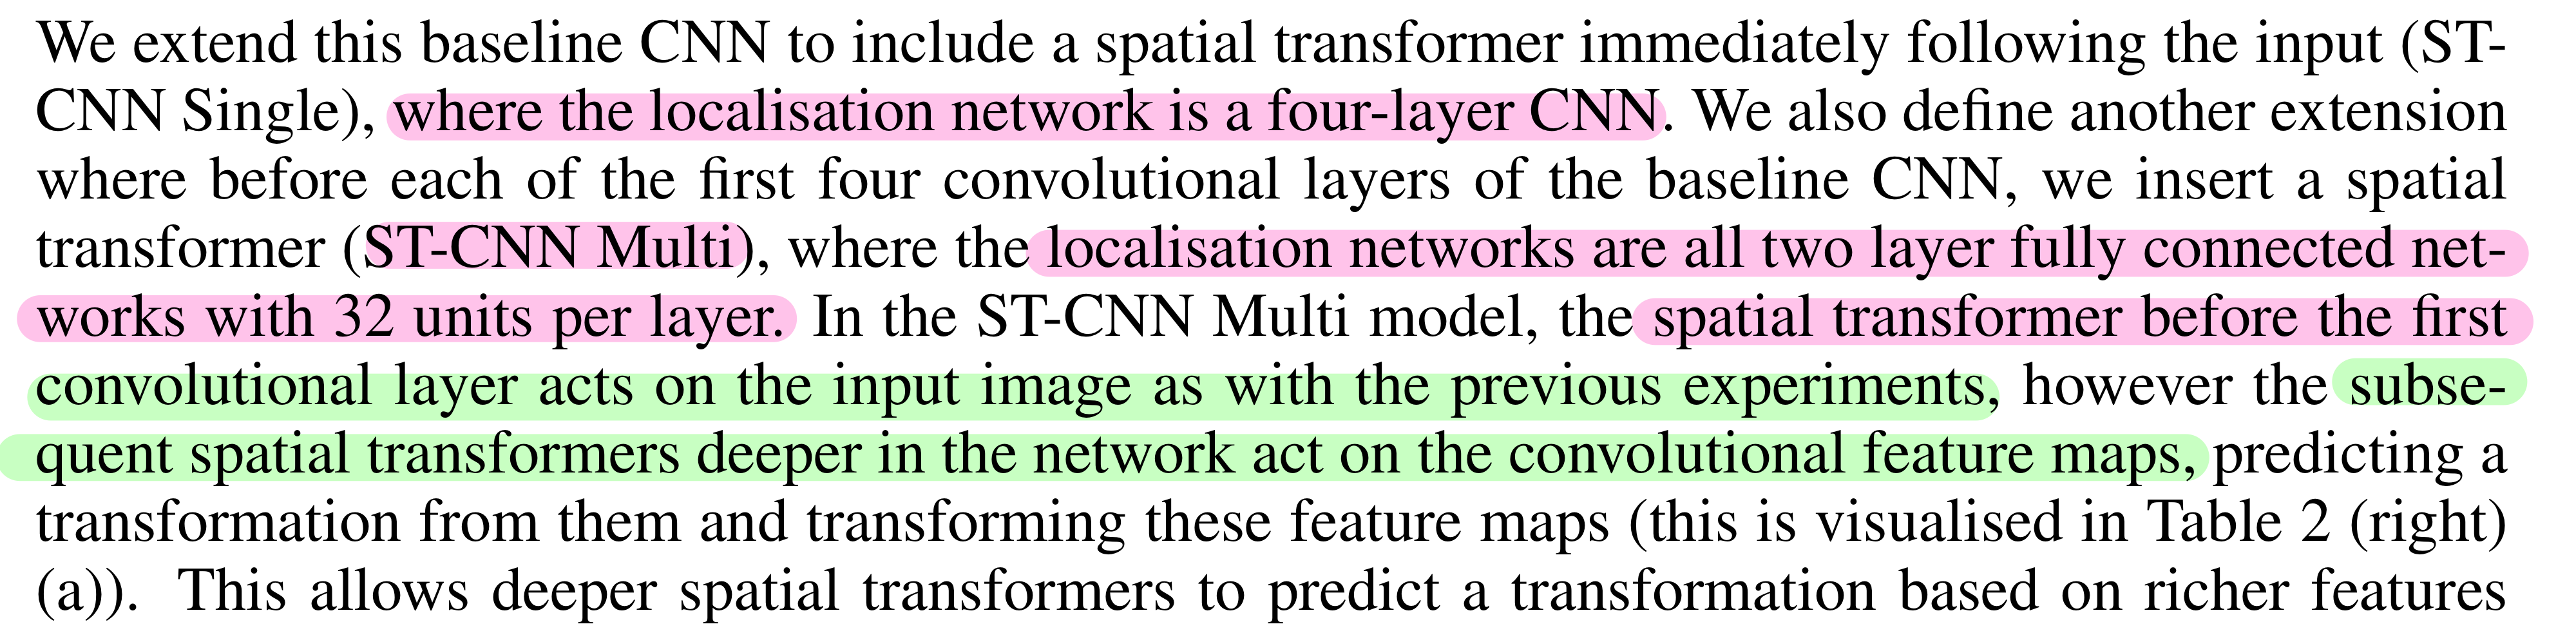 We extend this baseline CNN to include a spatial transformer immediately following the input (ST-
CNN Single), where the localisation network is a four-layer CNN. We also define another extension
where before each of the first four convolutional layers of the baseline CNN, we insert a spatial
transformer (ST-CNN Multi), where the localisation networks are all two layer fully connected net-
works with 32 units per layer. In the ST-CNN Multi model, the spatial transformer before the first
convolutional layer acts on the input image as with the previous experiments, however the subse-
quent spatial transformers deeper in the network act on the convolutional feature maps, predicting a
transformation from them and transforming these feature maps (this is visualised in Table 2 (right)
(a)). This allows deeper spatial transformers to predict a transformation based on richer features